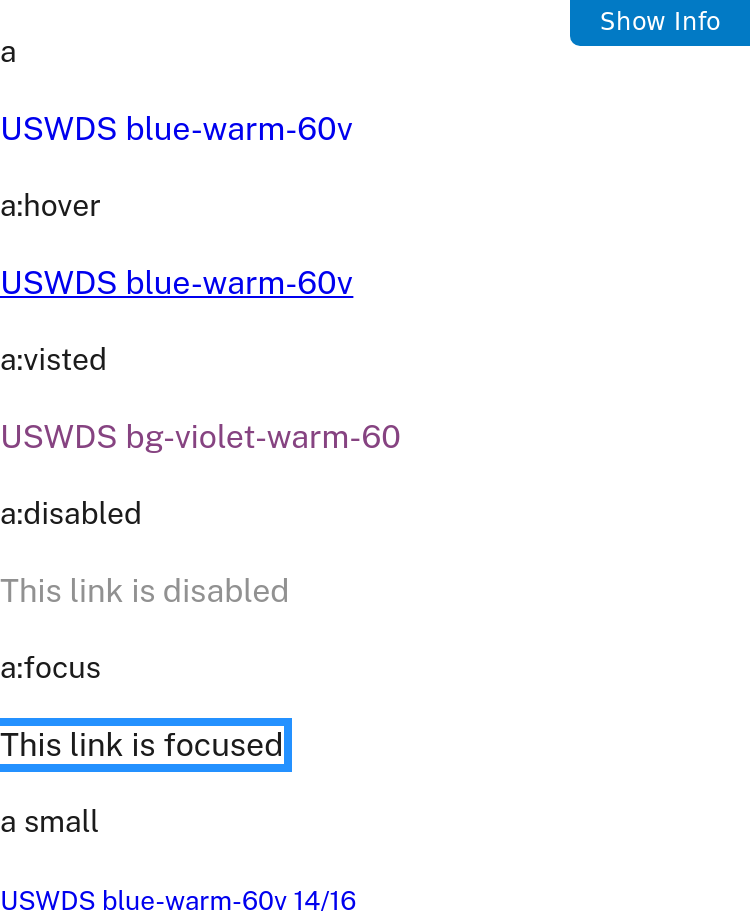 Show Info
a
USWDS blue-warm-60v
a:hover
USWDS blue-warm-60v
a:visted
USWDS bg-violet-warm-60
a:disabled
This link is disabled
a:focus
This link is focused
a small
USWDS blue-warm-60v 14/16